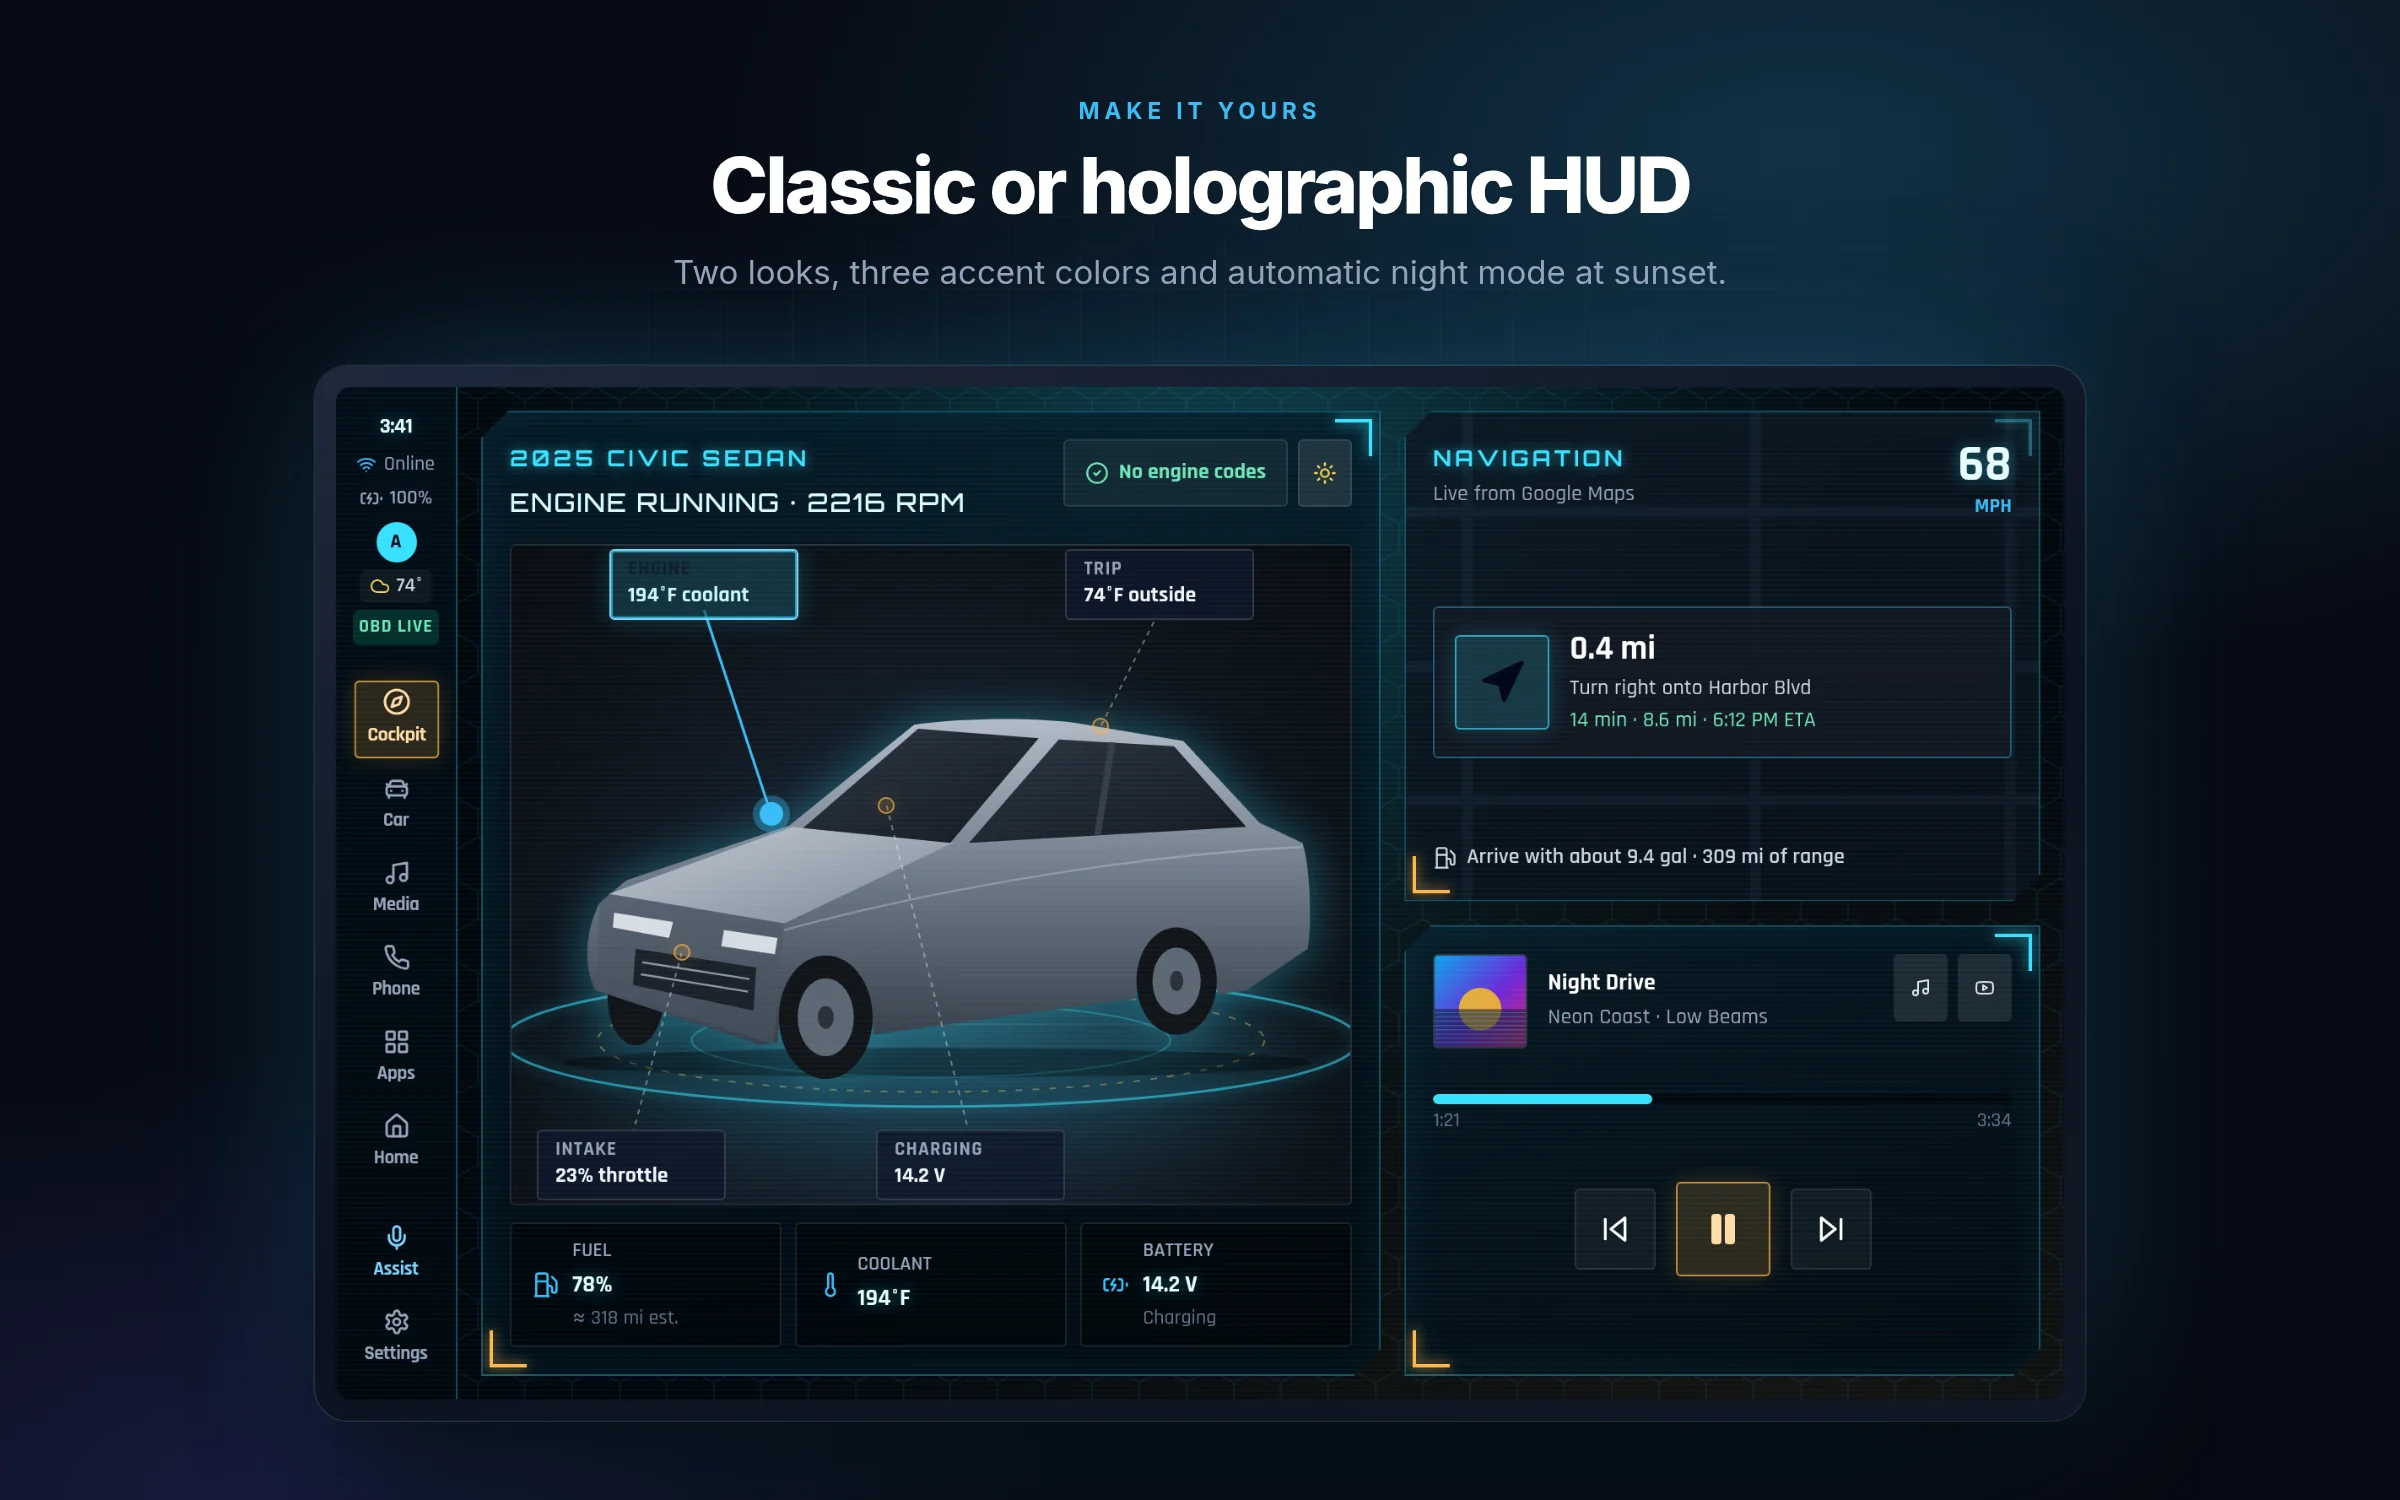 MAKE IT YOURS
Classic or holographic HUD
Two looks, three accent colors and automatic night mode at sunset.
3:41
Online
100%
A
74°
OBD LIVE
Cockpit
Car
Media
Phone
Apps
Home
Assist
Settings
2025 CIVIC SEDAN
ENGINE RUNNING · 2216 RPM
No engine codes
ENGINE
194°F coolant
TRIP
74°F outside
INTAKE
23% throttle
CHARGING
14.2 V
FUEL
78%
≈ 318 mi est.
COOLANT
194°F
BATTERY
14.2 V
Charging
NAVIGATION
Live from Google Maps
68
MPH
0.4 mi
Turn right onto Harbor Blvd
14 min · 8.6 mi · 6:12 PM ETA
Arrive with about 9.4 gal · 309 mi of range
Night Drive
Neon Coast · Low Beams
1:21
3:34